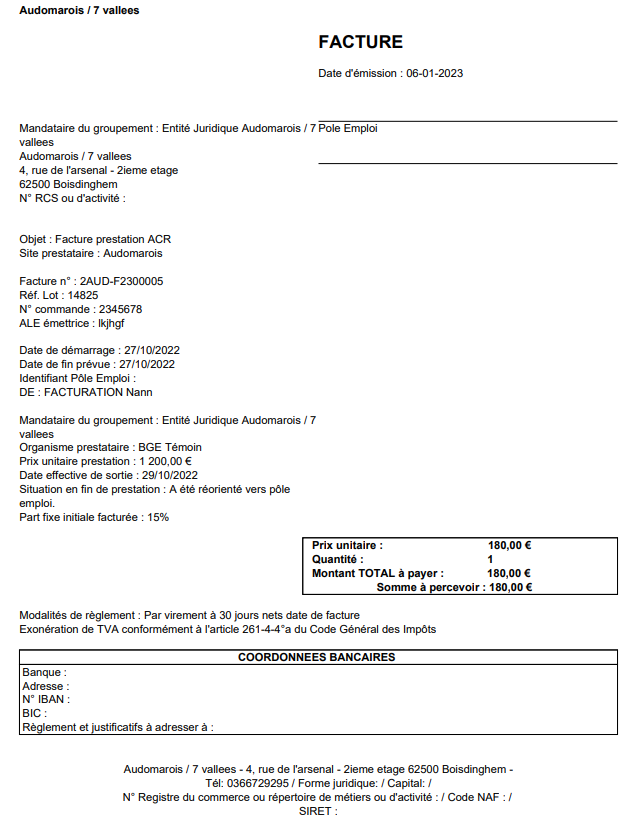 Audomarois / 7 vallees
FACTURE
Date d'émission : 06-01-2023
Mandataire du groupement : Entité Juridique Audomarois / 7
vallees
Audomarois / 7 vallees
4, rue de l'arsenal - 2ieme etage
62500 Boisdinghem
N° RCS ou d'activité :
Pole Emploi
Objet : Facture prestation ACR
Site prestataire : Audomarois
Facture n° : 2AUD-F2300005
Réf. Lot : 14825
N° commande : 2345678
ALE émettrice : lkjhgf
Date de démarrage : 27/10/2022
Date de fin prévue : 27/10/2022
Identifiant Pôle Emploi :
DE : FACTURATION Nann
Mandataire du groupement : Entité Juridique Audomarois / 7
vallees
Organisme prestataire : BGE Témoin
Prix unitaire prestation : 1 200,00 €
Date effective de sortie : 29/10/2022
Situation en fin de prestation : A été réorienté vers pôle
emploi.
Part fixe initiale facturée : 15%
Prix unitaire : 180,00 €
Quantité : 1
Montant TOTAL à payer : 180,00 €
Somme à percevoir : 180,00 €
Modalités de règlement : Par virement à 30 jours nets date de facture
Exonération de TVA conformément à l'article 261-4-4°a du Code Général des Impôts
COORDONNEES BANCAIRES
Banque :
Adresse :
N° IBAN :
BIC :
Règlement et justificatifs à adresser à :
Audomarois / 7 vallees - 4, rue de l'arsenal - 2ieme etage 62500 Boisdinghem -
Tél: 0366729295 / Forme juridique: / Capital: /
N° Registre du commerce ou répertoire de métiers ou d'activité : / Code NAF : /
SIRET :